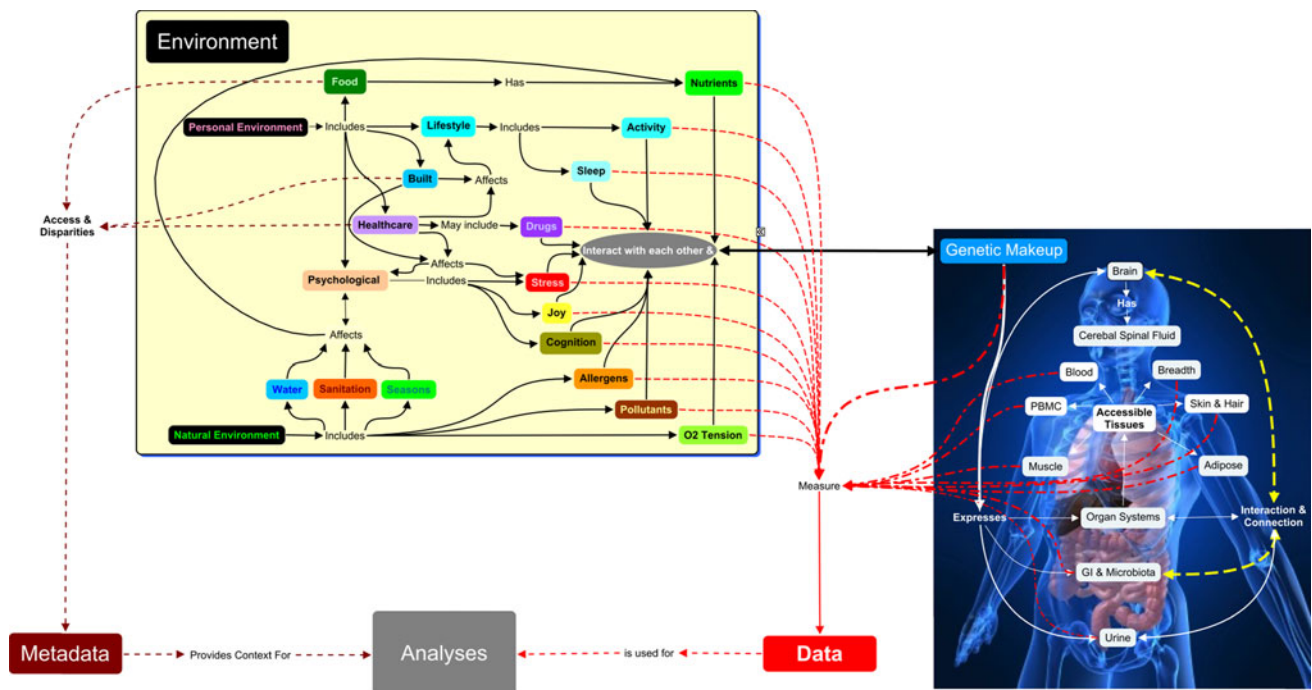 Environment
Food
Has
Nutrients
Personal Environment
Includes
Lifestyle
Includes
Activity
Built
Affects
Sleep
Access &
Disparities
Healthcare
May include
Drugs
Interact with each other &
Genetic Makeup
Affects
Psychological
Includes
Stress
Joy
Cognition
Affects
Water
Sanitation
Seasons
Allergens
Pollutants
Natural Environment
Includes
O2 Tension
Measure
Brain
Has
Cerebal Spinal Fluid
Blood
Breadth
PBMC
Accessible
Tissues
Skin & Hair
Muscle
Adipose
Expresses
Organ Systems
Interaction &
Connection
GI & Microbiota
Urine
Metadata
Provides Context For
Analyses
is used for
Data